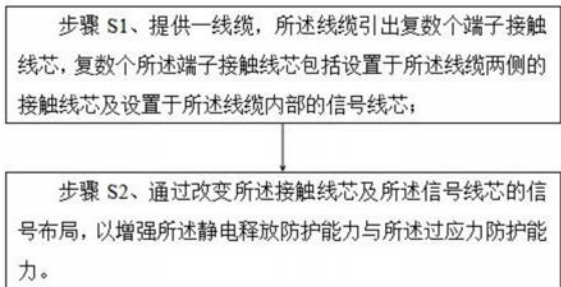 步骤 S1、提供一线缆，所述线缆引出复数个端子接触
线芯，复数个所述端子接触线芯包括设置于所述线缆两侧的
接触线芯及设置于所述线缆内部的信号线芯；
步骤 S2、通过改变所述接触线芯及所述信号线芯的信
号布局，以增强所述静电释放防护能力与所述过应力防护能
力。